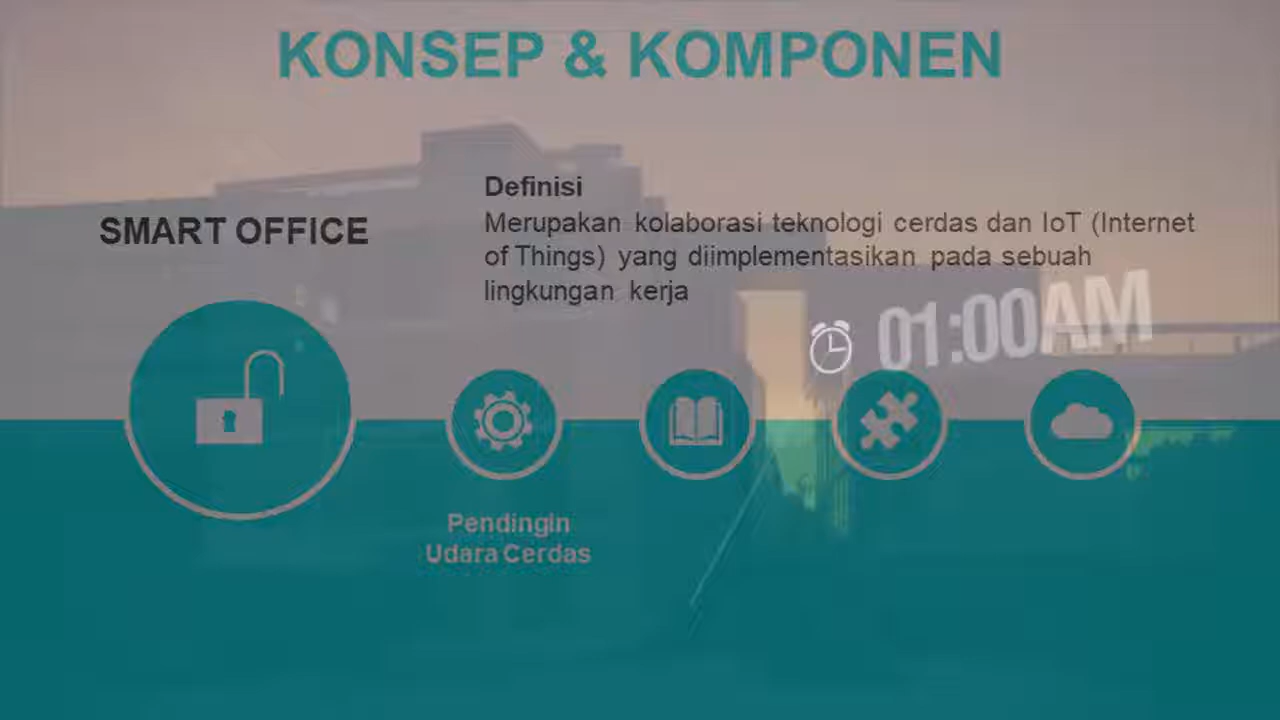 KONSEP & KOMPONEN
SMART OFFICE
Definisi
Merupakan kolaborasi teknologi cerdas dan IoT (Internet
of Things) yang diimplementasikan pada sebuah
lingkungan kerja
01:00AM
Pendingin
Udara Cerdas